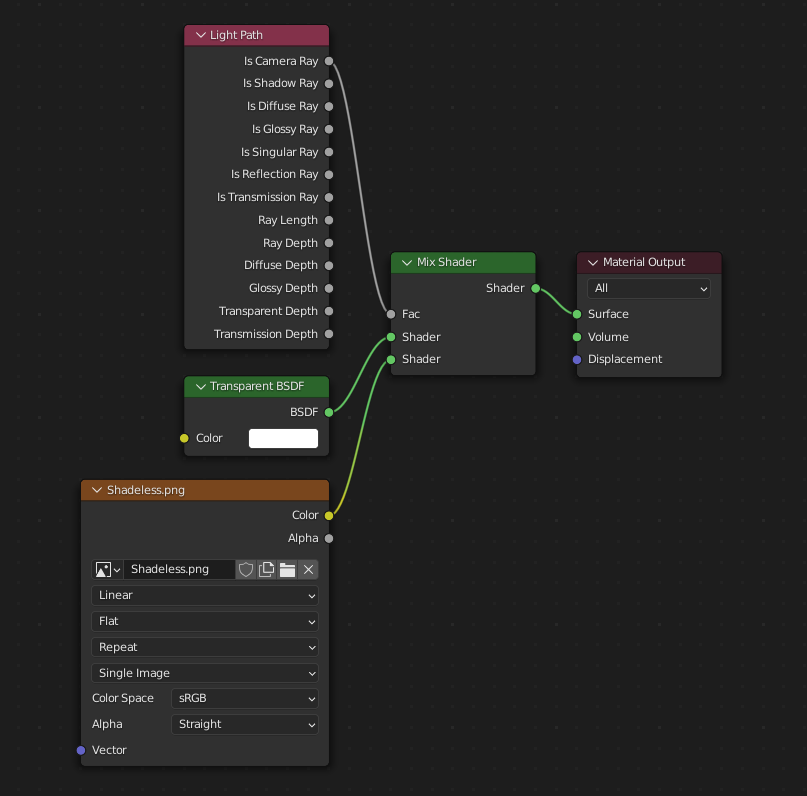 Light Path
Is Camera Ray
Is Shadow Ray
Is Diffuse Ray
Is Glossy Ray
Is Singular Ray
Is Reflection Ray
Is Transmission Ray
Ray Length
Ray Depth
Diffuse Depth
Glossy Depth
Transparent Depth
Transmission Depth
Mix Shader
Shader
Fac
Shader
Shader
Material Output
All
Surface
Volume
Displacement
Transparent BSDF
BSDF
Color
Shadeless.png
Color
Alpha
Shadeless.png
Linear
Flat
Repeat
Single Image
Color Space sRGB
Alpha Straight
Vector